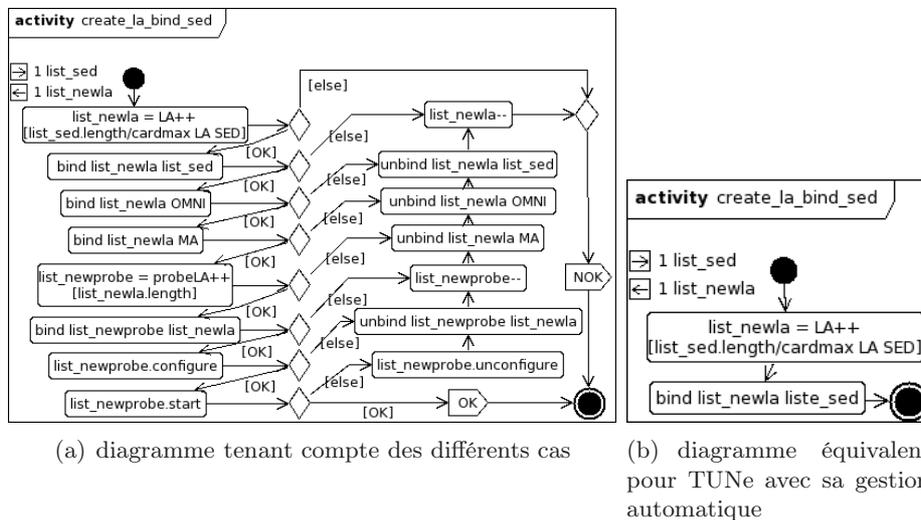 activity create_la_bind_sed
1 list_sed
1 list_newla
[else]
list_newla = LA++
[list_sed.length/cardmax LA SED]
list_newla--
[else]
[OK]
bind list_newla list_sed
unbind list_newla list_sed
[else]
[OK]
bind list_newla OMNI
unbind list_newla OMNI
[else]
[OK]
bind list_newla MA
unbind list_newla MA
[else]
[OK]
list_newprobe = probeLA++
[list_newla.length]
list_newprobe--
NOK
[else]
[OK]
bind list_newprobe list_newla
unbind list_newprobe list_newla
[else]
[OK]
list_newprobe.configure
list_newprobe.unconfigure
[else]
[OK]
list_newprobe.start
OK
[OK]
(a) diagramme tenant compte des différents cas
activity create_la_bind_sed
1 list_sed
1 list_newla
list_newla = LA++
[list_sed.length/cardmax LA SED]
bind list_newla liste_sed
(b) diagramme équivalen
pour TUNe avec sa gestion
automatique